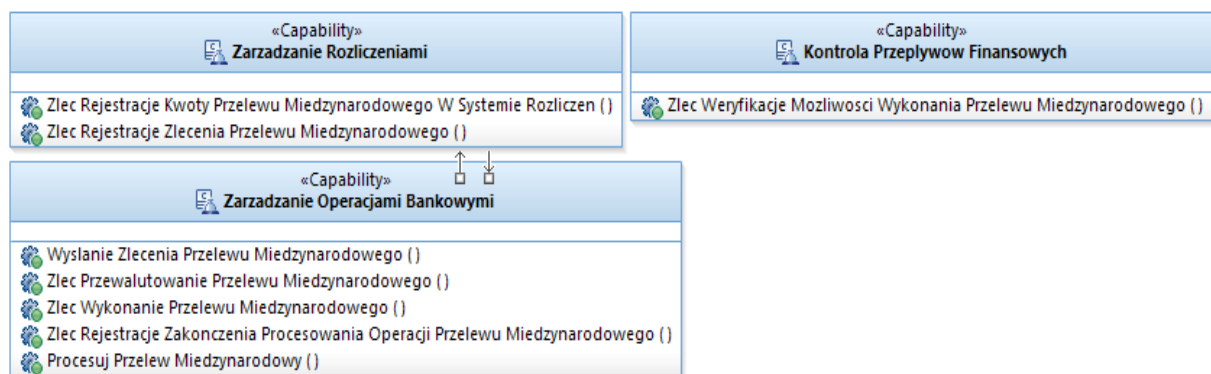 «Capability»
Zarzadzanie Rozliczeniami
Zlec Rejestracje Kwoty Przelewu Miedzynarodowego W Systemie Rozliczen ( )
Zlec Rejestracje Zlecenia Przelewu Miedzynarodowego ( )
«Capability»
Kontrola Przeplywow Finansowych
Zlec Weryfikacje Mozliwosci Wykonania Przelewu Miedzynarodowego ( )
«Capability»
Zarzadzanie Operacjami Bankowymi
Wyslanie Zlecenia Przelewu Miedzynarodowego ( )
Zlec Przewalutowanie Przelewu Miedzynarodowego ( )
Zlec Wykonanie Przelewu Miedzynarodowego ( )
Zlec Rejestracje Zakonczenia Procesowania Operacji Przelewu Miedzynarodowego ( )
Procesuj Przelew Miedzynarodowy ( )